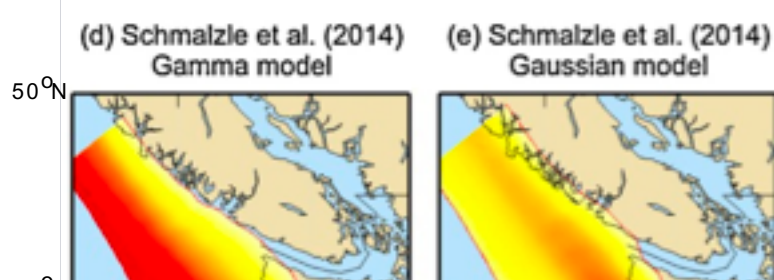 (d) Schmalzle et al. (2014)
Gamma model
(e) Schmalzle et al. (2014)
Gaussian model
50°N